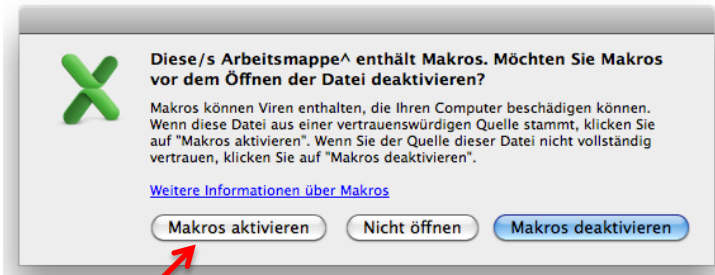 Diese/s Arbeitsmappe^ enthält Makros. Möchten Sie Makros
vor dem Öffnen der Datei deaktivieren?
Makros können Viren enthalten, die Ihren Computer beschädigen können.
Wenn diese Datei aus einer vertrauenswürdigen Quelle stammt, klicken Sie
auf "Makros aktivieren". Wenn Sie der Quelle dieser Datei nicht vollständig
vertrauen, klicken Sie auf "Makros deaktivieren".
Weitere Informationen über Makros
Makros aktivieren Nicht öffnen Makros deaktivieren